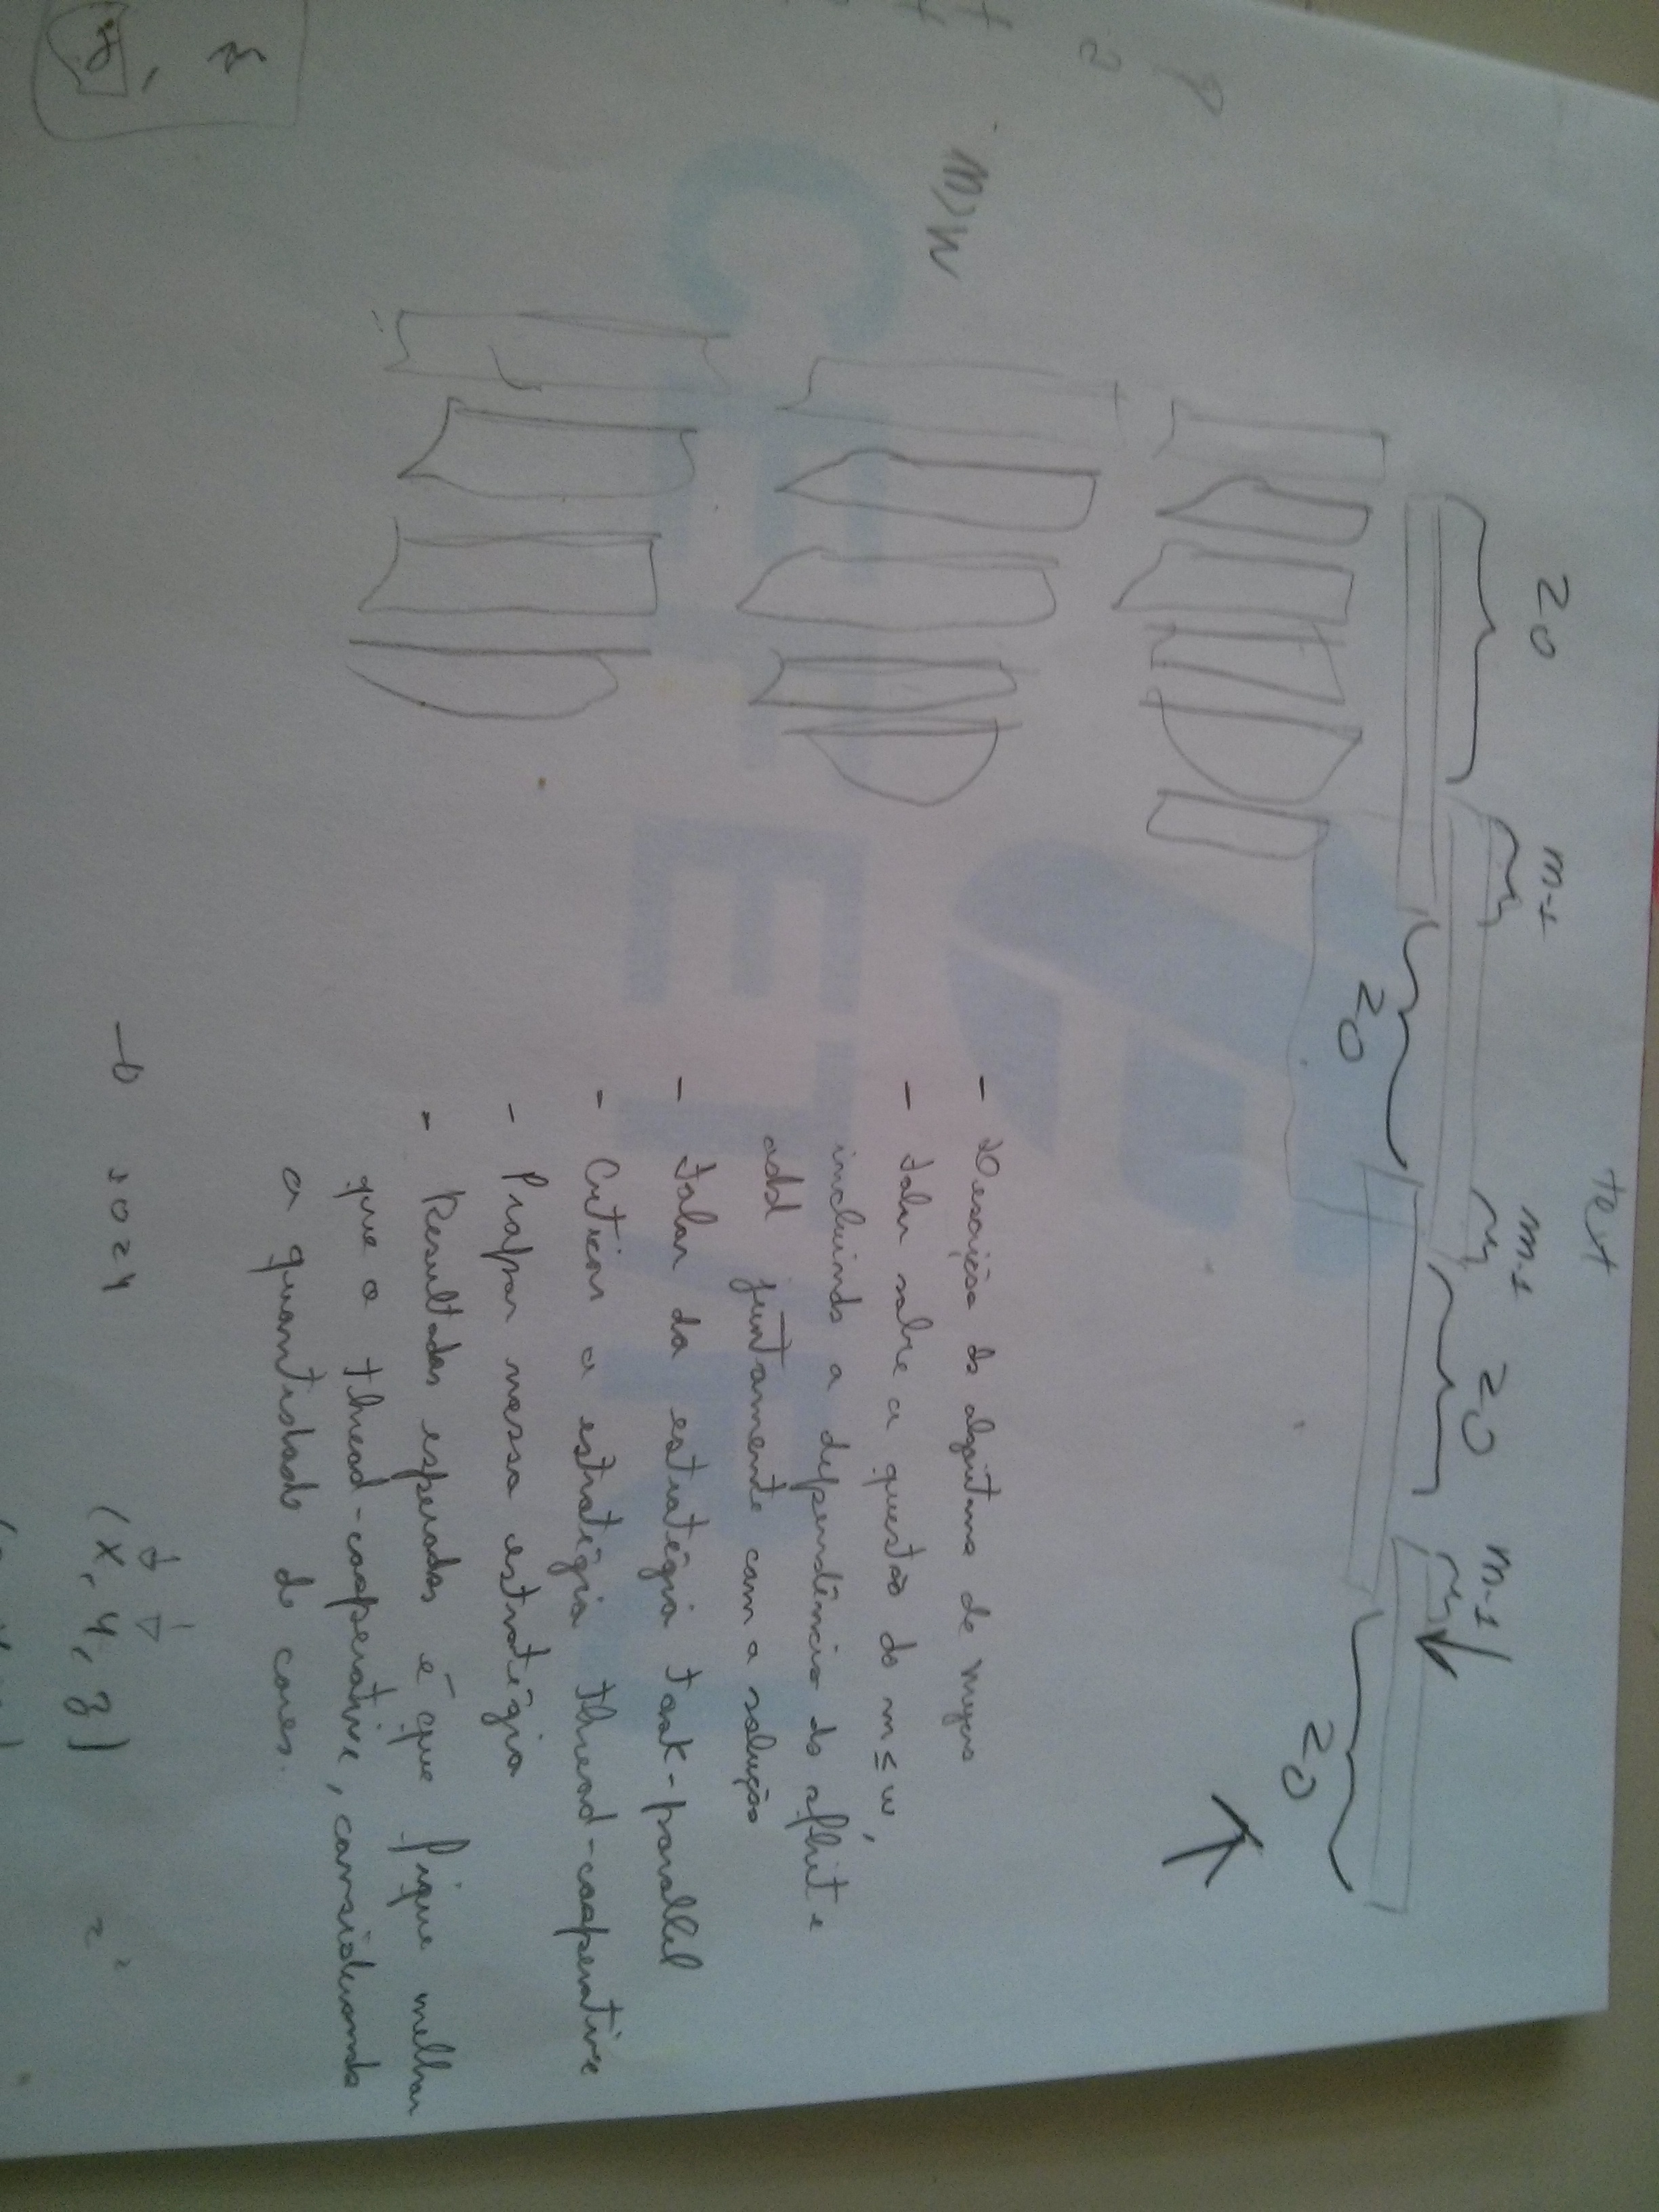 text
20
m-1
m-1
20
m-1
20
20
m>w
- Descrição do algoritmo de Myers
- Falar sobre a questão do m ≤ w,
incluindo a dependência do shift e
add juntamente com a solução
- Falar da estratégia task-parallel
- Criticar a estratégia thread-cooperative
- Propor nossa estratégia
- Resultados esperados é que fique melhor
que o thread-cooperative, considerando
a quantidade de cores.
1024
(x, y, z)
CEFET/RJ